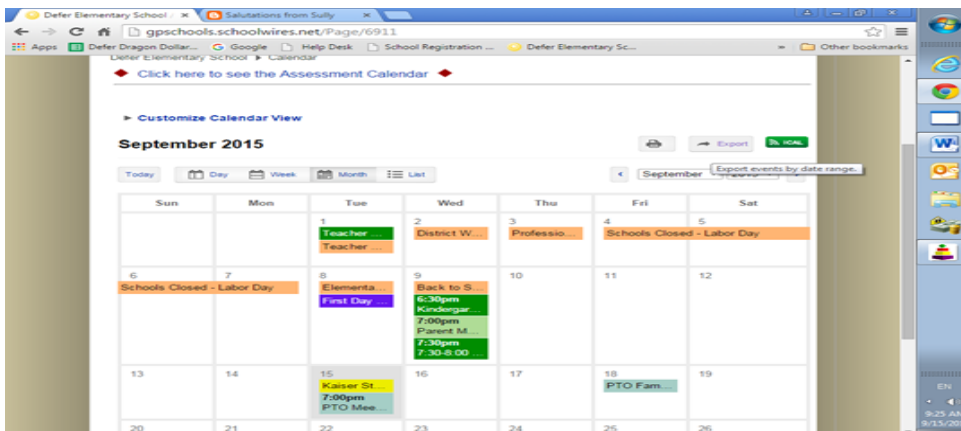 Defer Elementary School /
Salutations from Sully
gpschools.schoolwires.net/Page/6911
Apps Defer Dragon Dollar... Google Help Desk School Registration ... Defer Elementary Sc... » Other bookmarks
Defer Elementary School ▶ Calendar
Click here to see the Assessment Calendar
▶ Customize Calendar View
September 2015
Export
iCAL
Today Day Week Month List
September
Export events by date range.
Sun Mon Tue Wed Thu Fri Sat
1 2 3 4 5
Teacher ... District W... Professio... Schools Closed - Labor Day
Teacher ...
6 7 8 9 10 11 12
Schools Closed - Labor Day Elementa... Back to S...
First Day ... 6:30pm
Kindergar...
7:00pm
Parent M...
7:30pm
7:30-8:00 ...
13 14 15 16 17 18 19
Kaiser St... PTO Fam...
7:00pm
PTO Mee...
20 21 22 23 24 25 26
EN
9:25 AM